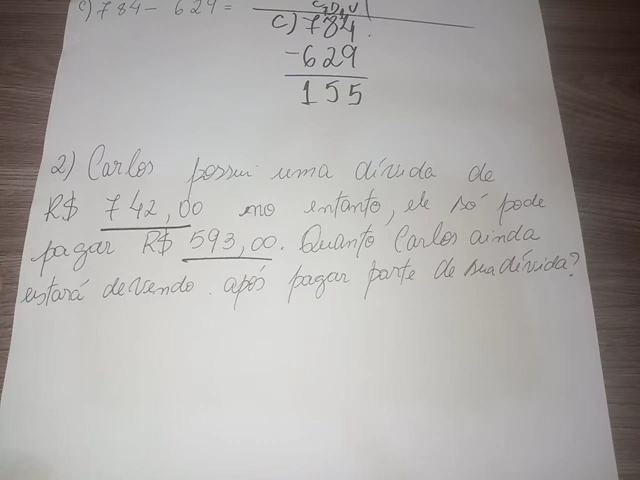 c) 784 - 629 =
C, D, U
c) 784
-629
155
2) Carlos possui uma dívida de
R$ 742,00 no entanto, ele só pode
pagar R$ 593,00. Quanto Carlos ainda
estará devendo. após pagar parte de sua dívida?